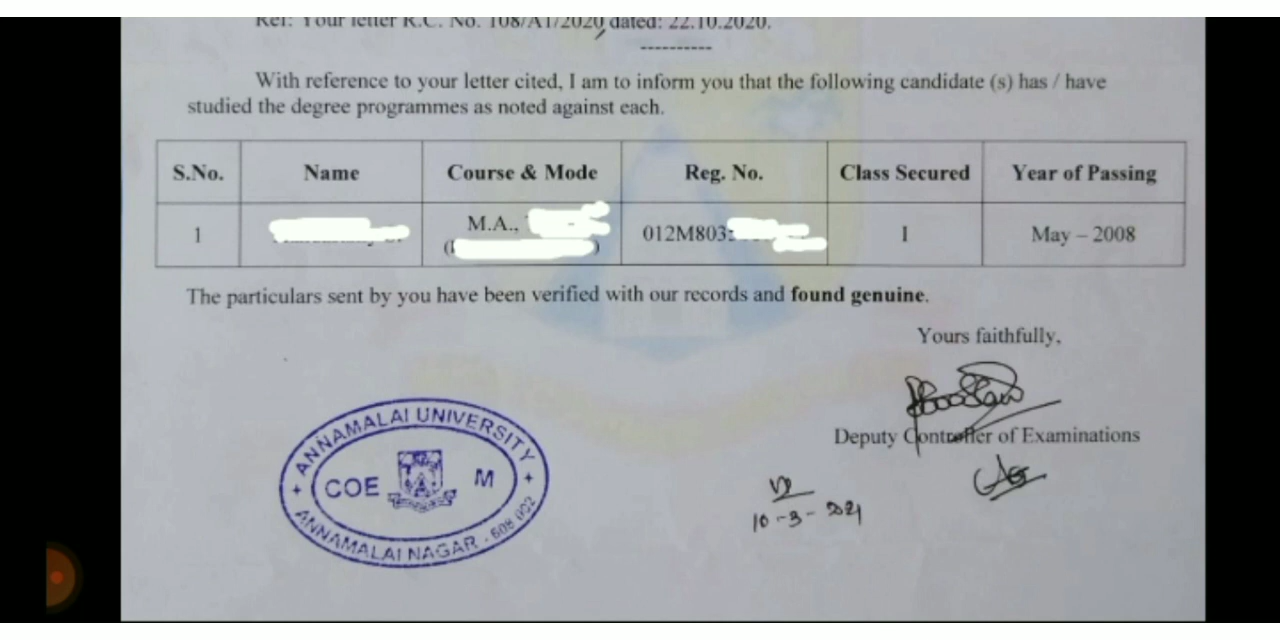 Ref: Your letter R.C. No. 108/A1/2020, dated: 22.10.2020.
----------
With reference to your letter cited, I am to inform you that the following candidate (s) has / have
studied the degree programmes as noted against each.
S.No. Name Course & Mode Reg. No. Class Secured Year of Passing
1 M.A., 012M803 I May – 2008
The particulars sent by you have been verified with our records and found genuine.
Yours faithfully,
Deputy Controller of Examinations
10-3-2021
ANNAMALAI UNIVERSITY
COE M
ANNAMALAI NAGAR - 608 002